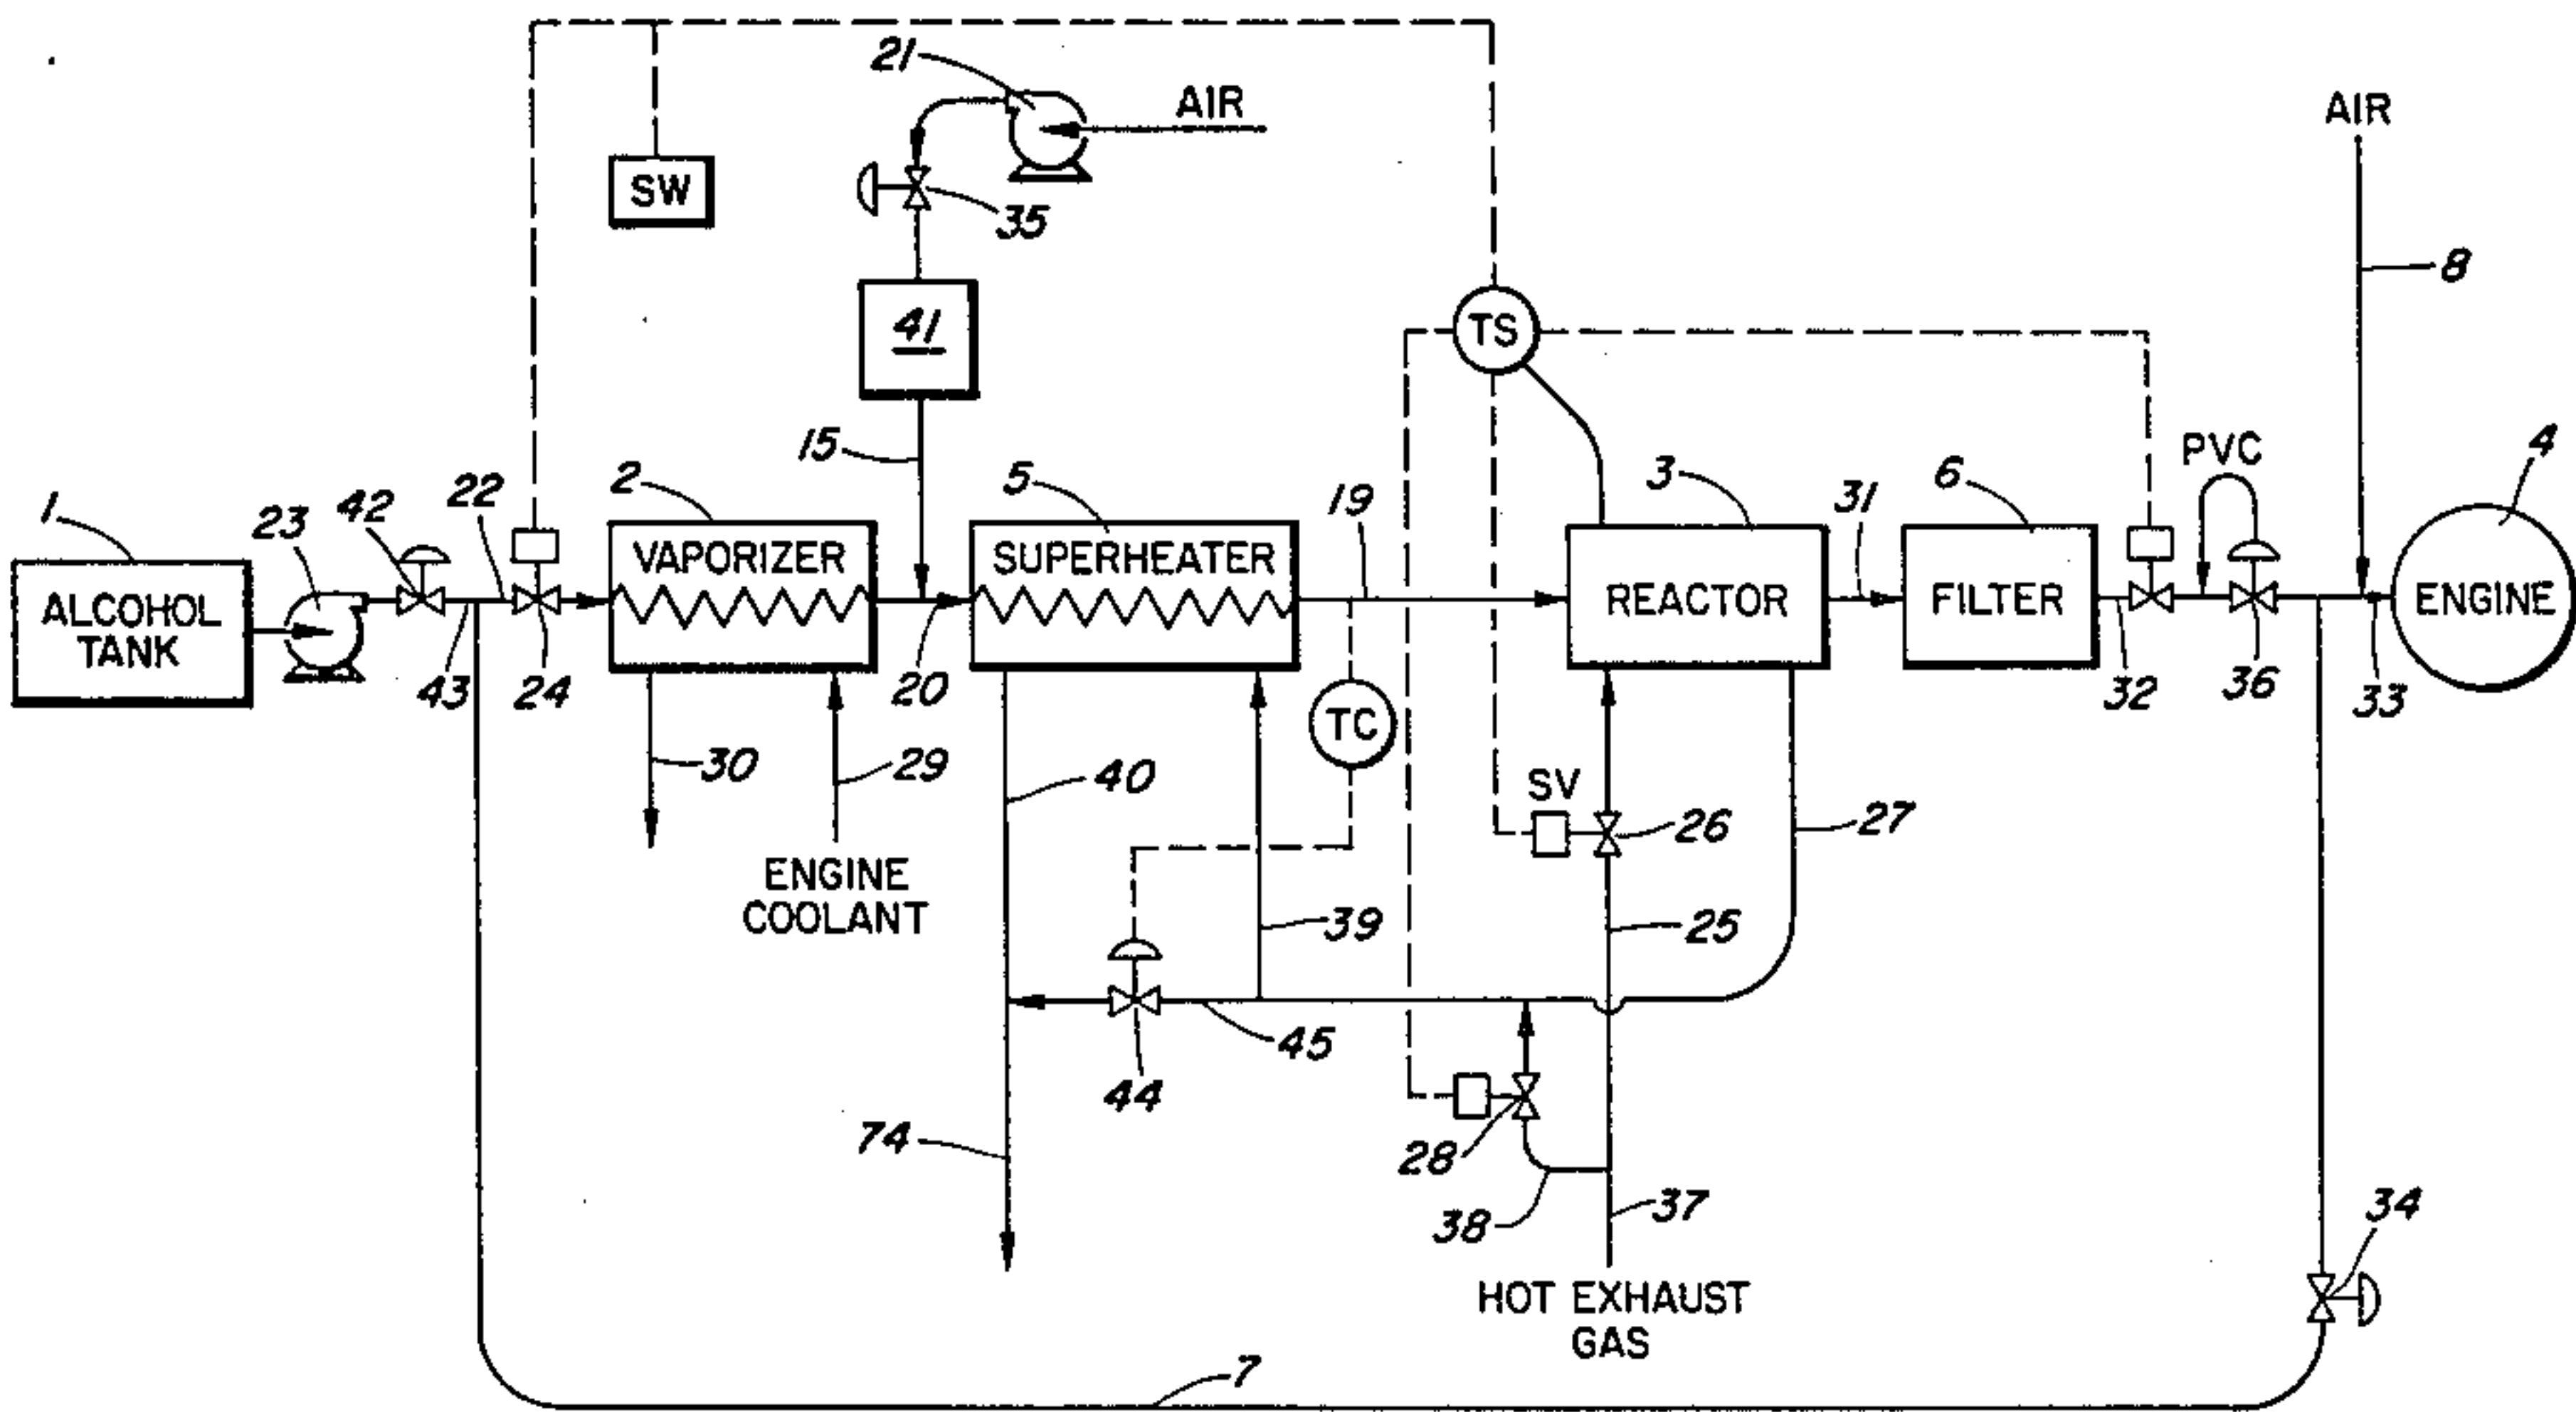 21
AIR
AIR
SW
35
8
41
TS
15
PVC
4
1
23
42
22
2
5
19
3
31
6
ALCOHOL
TANK
VAPORIZER
SUPERHEATER
REACTOR
FILTER
ENGINE
43
24
20
TC
32
36
33
30
29
40
SV
26
27
ENGINE
COOLANT
39
25
45
44
74
28
38
37
34
HOT EXHAUST
GAS
7